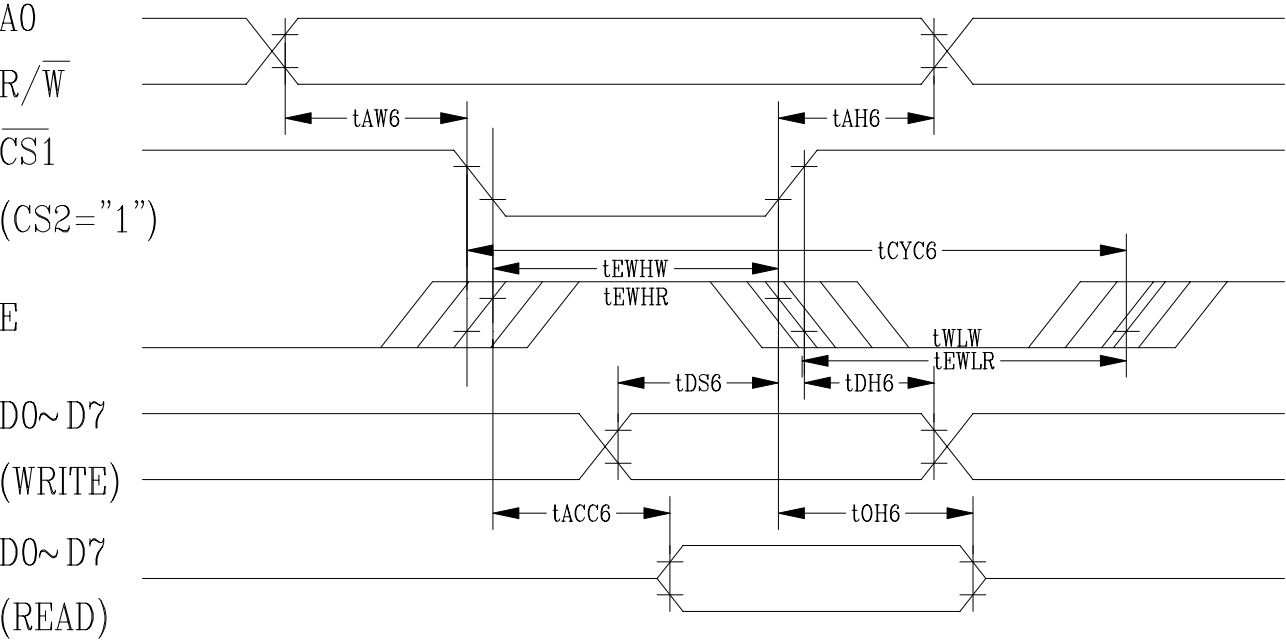 A0
R/W̅
tAW6
tAH6
C̅S̅1̅
(CS2="1")
tCYC6
tEWHW
tEWHR
E
tWLW
tEWLR
tDS6
tDH6
D0~D7
(WRITE)
tACC6
tOH6
D0~D7
(READ)